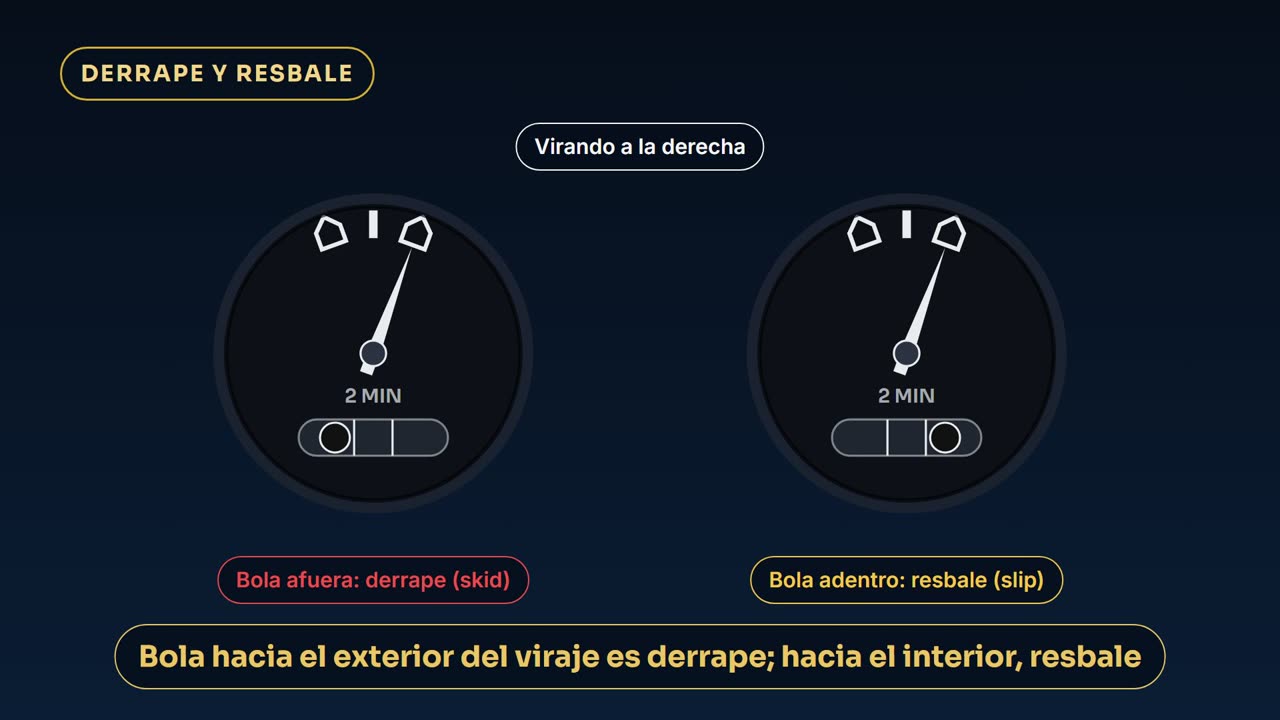 DERRAPE Y RESBALE
Virando a la derecha
2 MIN
2 MIN
Bola afuera: derrape (skid)
Bola adentro: resbale (slip)
Bola hacia el exterior del viraje es derrape; hacia el interior, resbale